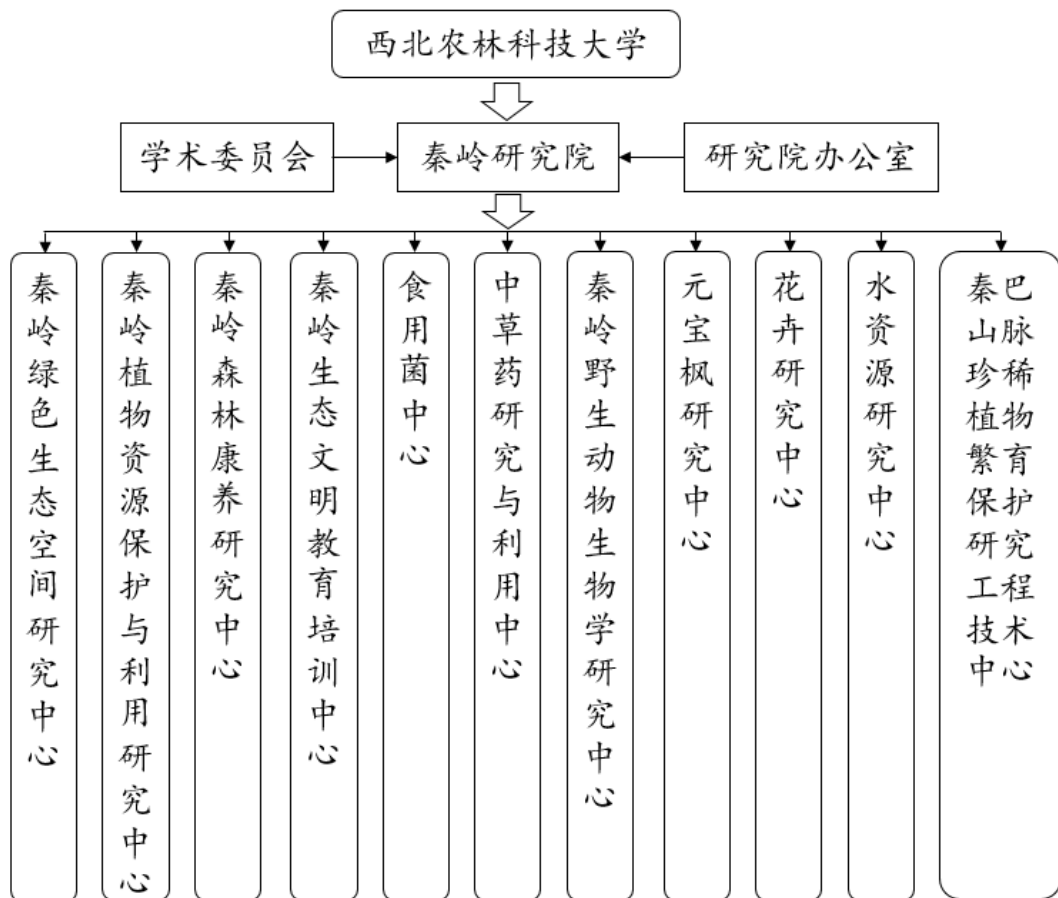 西北农林科技大学
学术委员会
秦岭研究院
研究院办公室
秦岭绿色生态空间研究中心
秦岭植物资源保护与利用研究中心
秦岭森林康养研究中心
秦岭生态文明教育培训中心
食用菌中心
中草药研究与利用中心
秦岭野生动物生物学研究中心
元宝枫研究中心
花卉研究中心
水资源研究中心
秦巴
山脉
珍稀
植物
繁育
保护
研究
工程
技术
中心